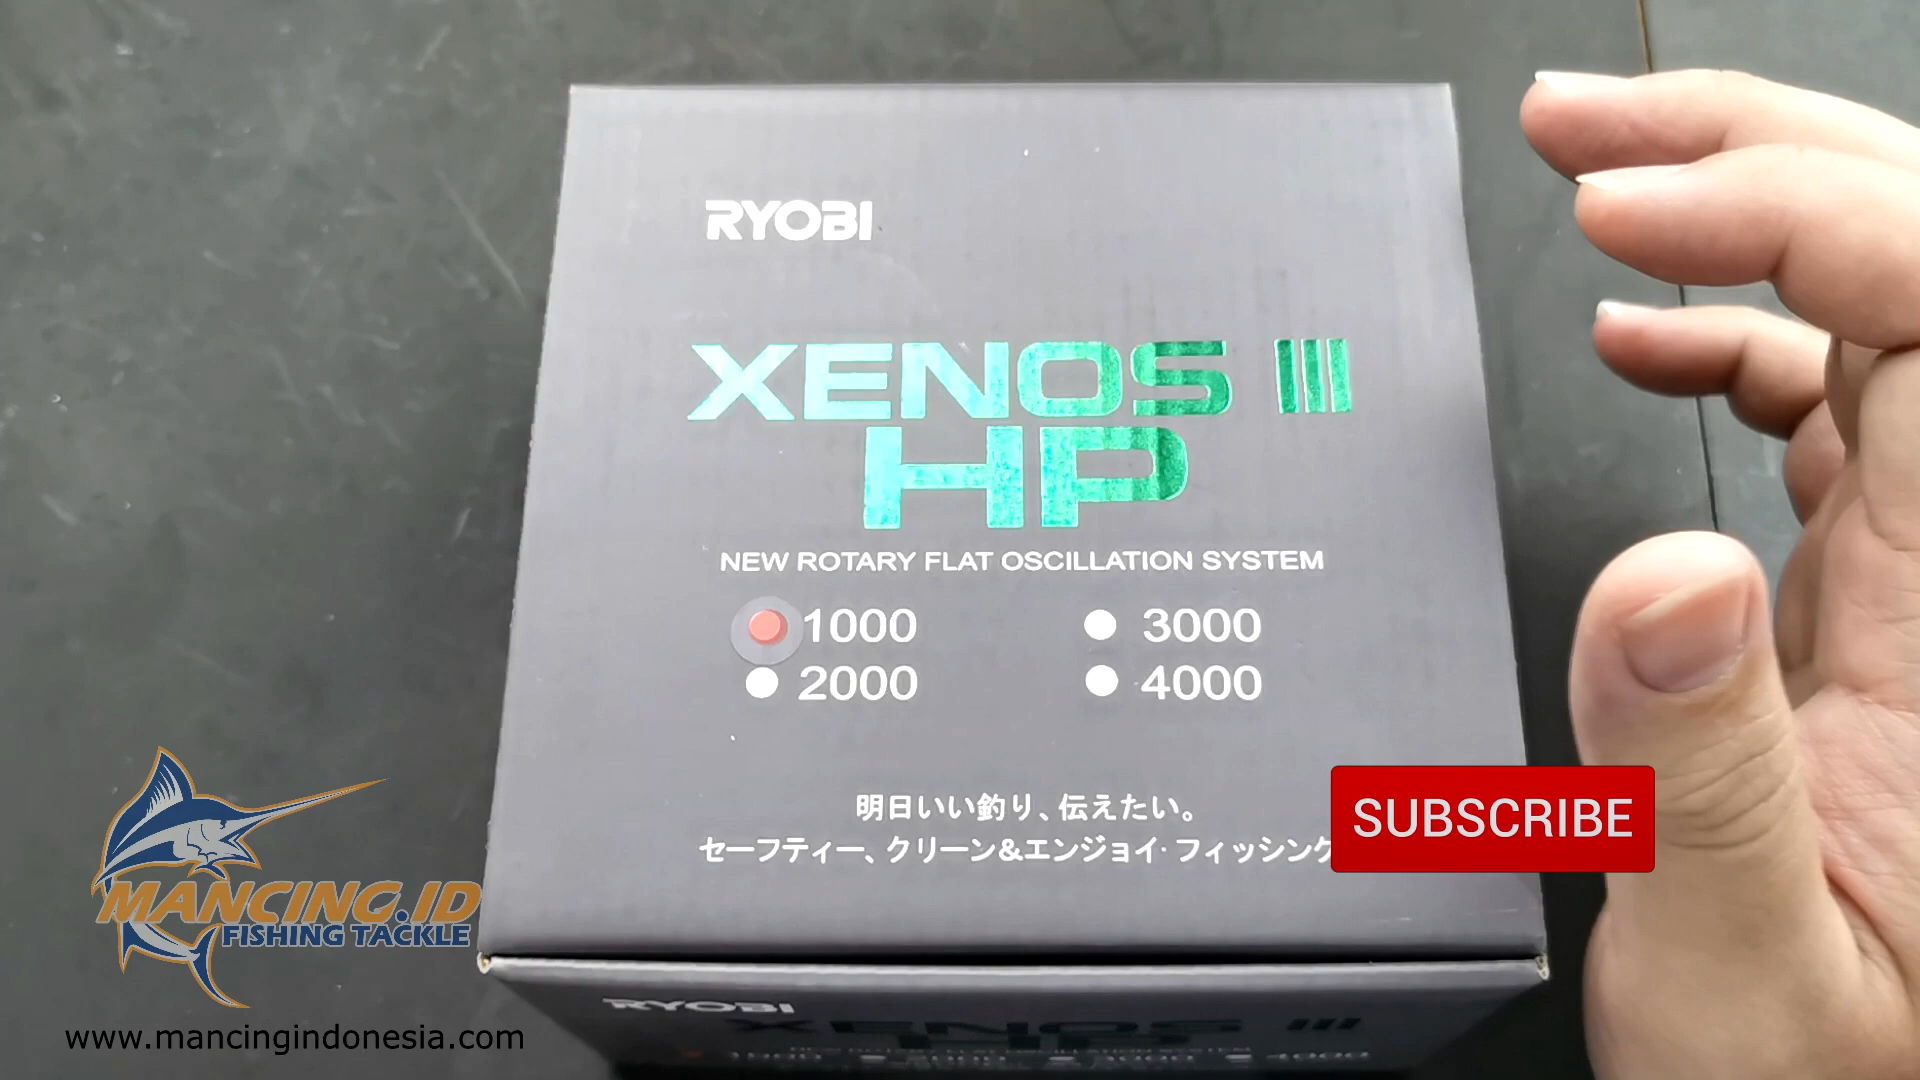 RYOBI
XENOS III
HP
NEW ROTARY FLAT OSCILLATION SYSTEM
1000
3000
2000
4000
明日いい釣り、伝えたい。
セーフティー、クリーン&エンジョイ·フィッシング
SUBSCRIBE
MANCING.ID
FISHING TACKLE
www.mancingindonesia.com
RYOBI
XENOS III